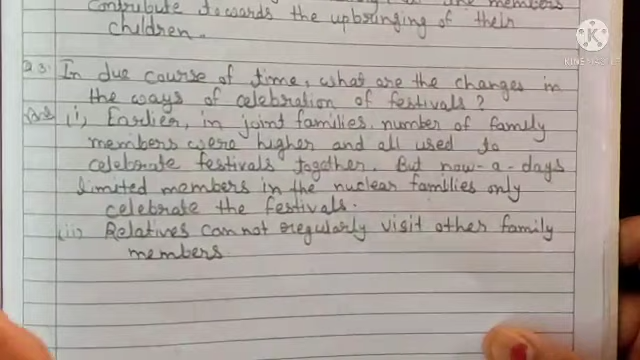 contribute towards the upbringing of their
children.
Q3. In due course of time, what are the changes in
the ways of celebration of festivals?
Ans (i) Earlier, in joint families number of family
members were higher and all used to
celebrate festivals together. But now-a-days
limited members in the nuclear families only
celebrate the festivals.
(ii) Relatives can not regularly visit other family
members.
K